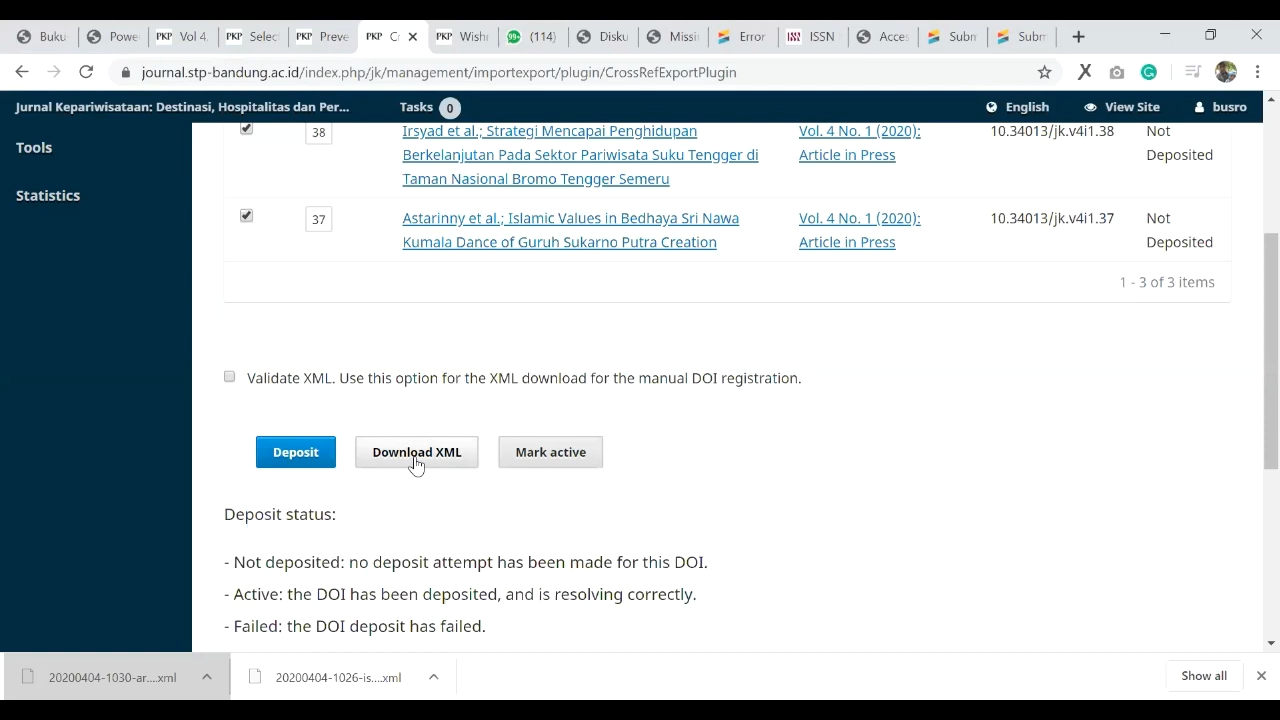 Buku
Powe
PKP Vol 4.
PKP Selec
PKP Preve
PKP Cr
PKP Wish
99+ (114)
Disku
Missi
Error
ISSN ISSN
Acces
Subm
Subm
journal.stp-bandung.ac.id/index.php/jk/management/importexport/plugin/CrossRefExportPlugin
Jurnal Kepariwisataan: Destinasi, Hospitalitas dan Per...
Tasks 0
English
View Site
busro
Tools
Statistics
38
Irsyad et al.; Strategi Mencapai Penghidupan
Berkelanjutan Pada Sektor Pariwisata Suku Tengger di
Taman Nasional Bromo Tengger Semeru
Vol. 4 No. 1 (2020):
Article in Press
10.34013/jk.v4i1.38
Not
Deposited
37
Astarinny et al.; Islamic Values in Bedhaya Sri Nawa
Kumala Dance of Guruh Sukarno Putra Creation
Vol. 4 No. 1 (2020):
Article in Press
10.34013/jk.v4i1.37
Not
Deposited
1 - 3 of 3 items
Validate XML. Use this option for the XML download for the manual DOI registration.
Deposit
Download XML
Mark active
Deposit status:
- Not deposited: no deposit attempt has been made for this DOI.
- Active: the DOI has been deposited, and is resolving correctly.
- Failed: the DOI deposit has failed.
20200404-1030-ar....xml
20200404-1026-is....xml
Show all